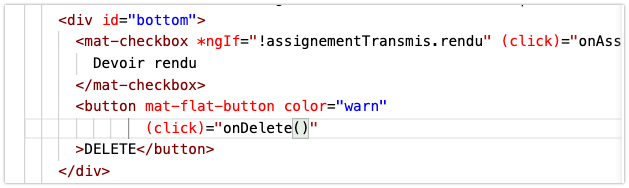 <div id="bottom">
<mat-checkbox *ngIf="!assignementTransmis.rendu" (click)="onAss
Devoir rendu
</mat-checkbox>
<button mat-flat-button color="warn"
(click)="onDelete()"
>DELETE</button>
</div>